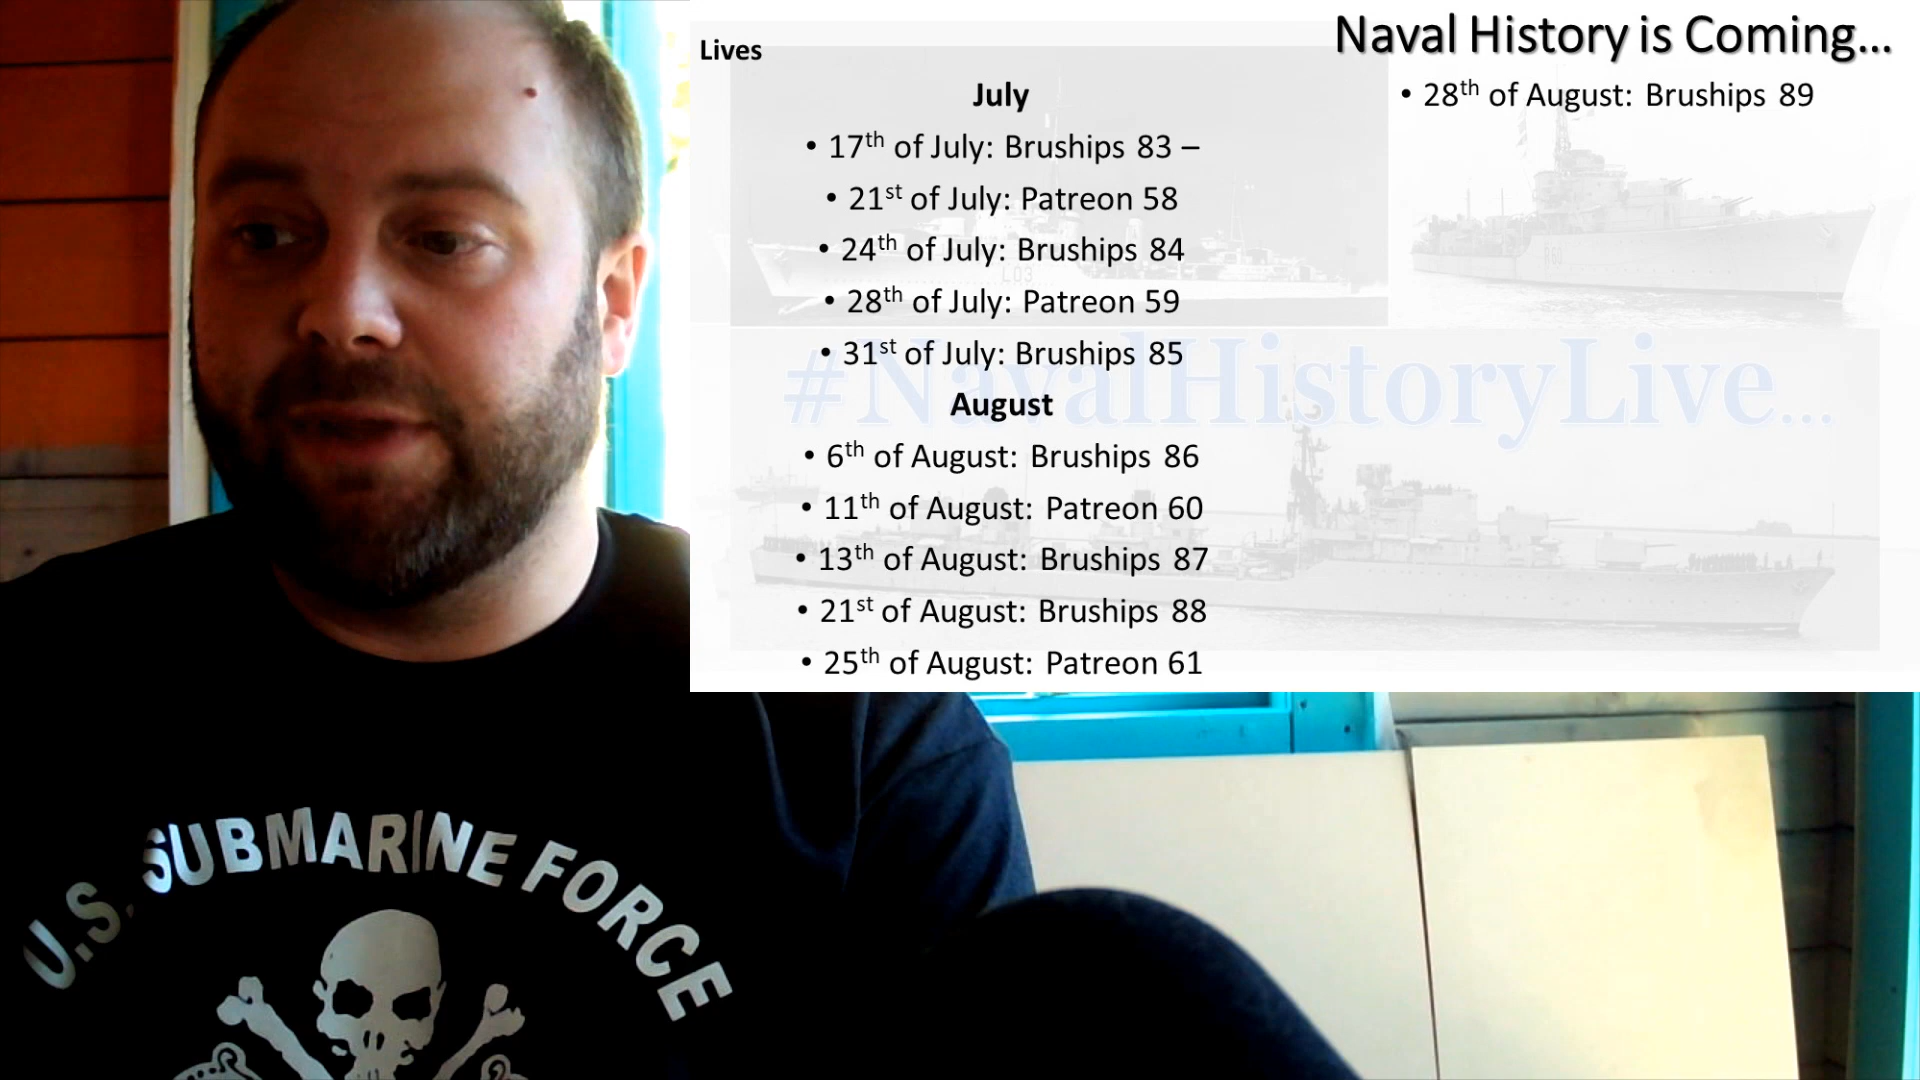 Naval History is Coming...
Lives
July
• 17th of July: Bruships 83 –
• 21st of July: Patreon 58
• 24th of July: Bruships 84
• 28th of July: Patreon 59
• 31st of July: Bruships 85
August
• 6th of August: Bruships 86
• 11th of August: Patreon 60
• 13th of August: Bruships 87
• 21st of August: Bruships 88
• 25th of August: Patreon 61
• 28th of August: Bruships 89
#NavalHistoryLive...
L03
U.S. SUBMARINE FORCE